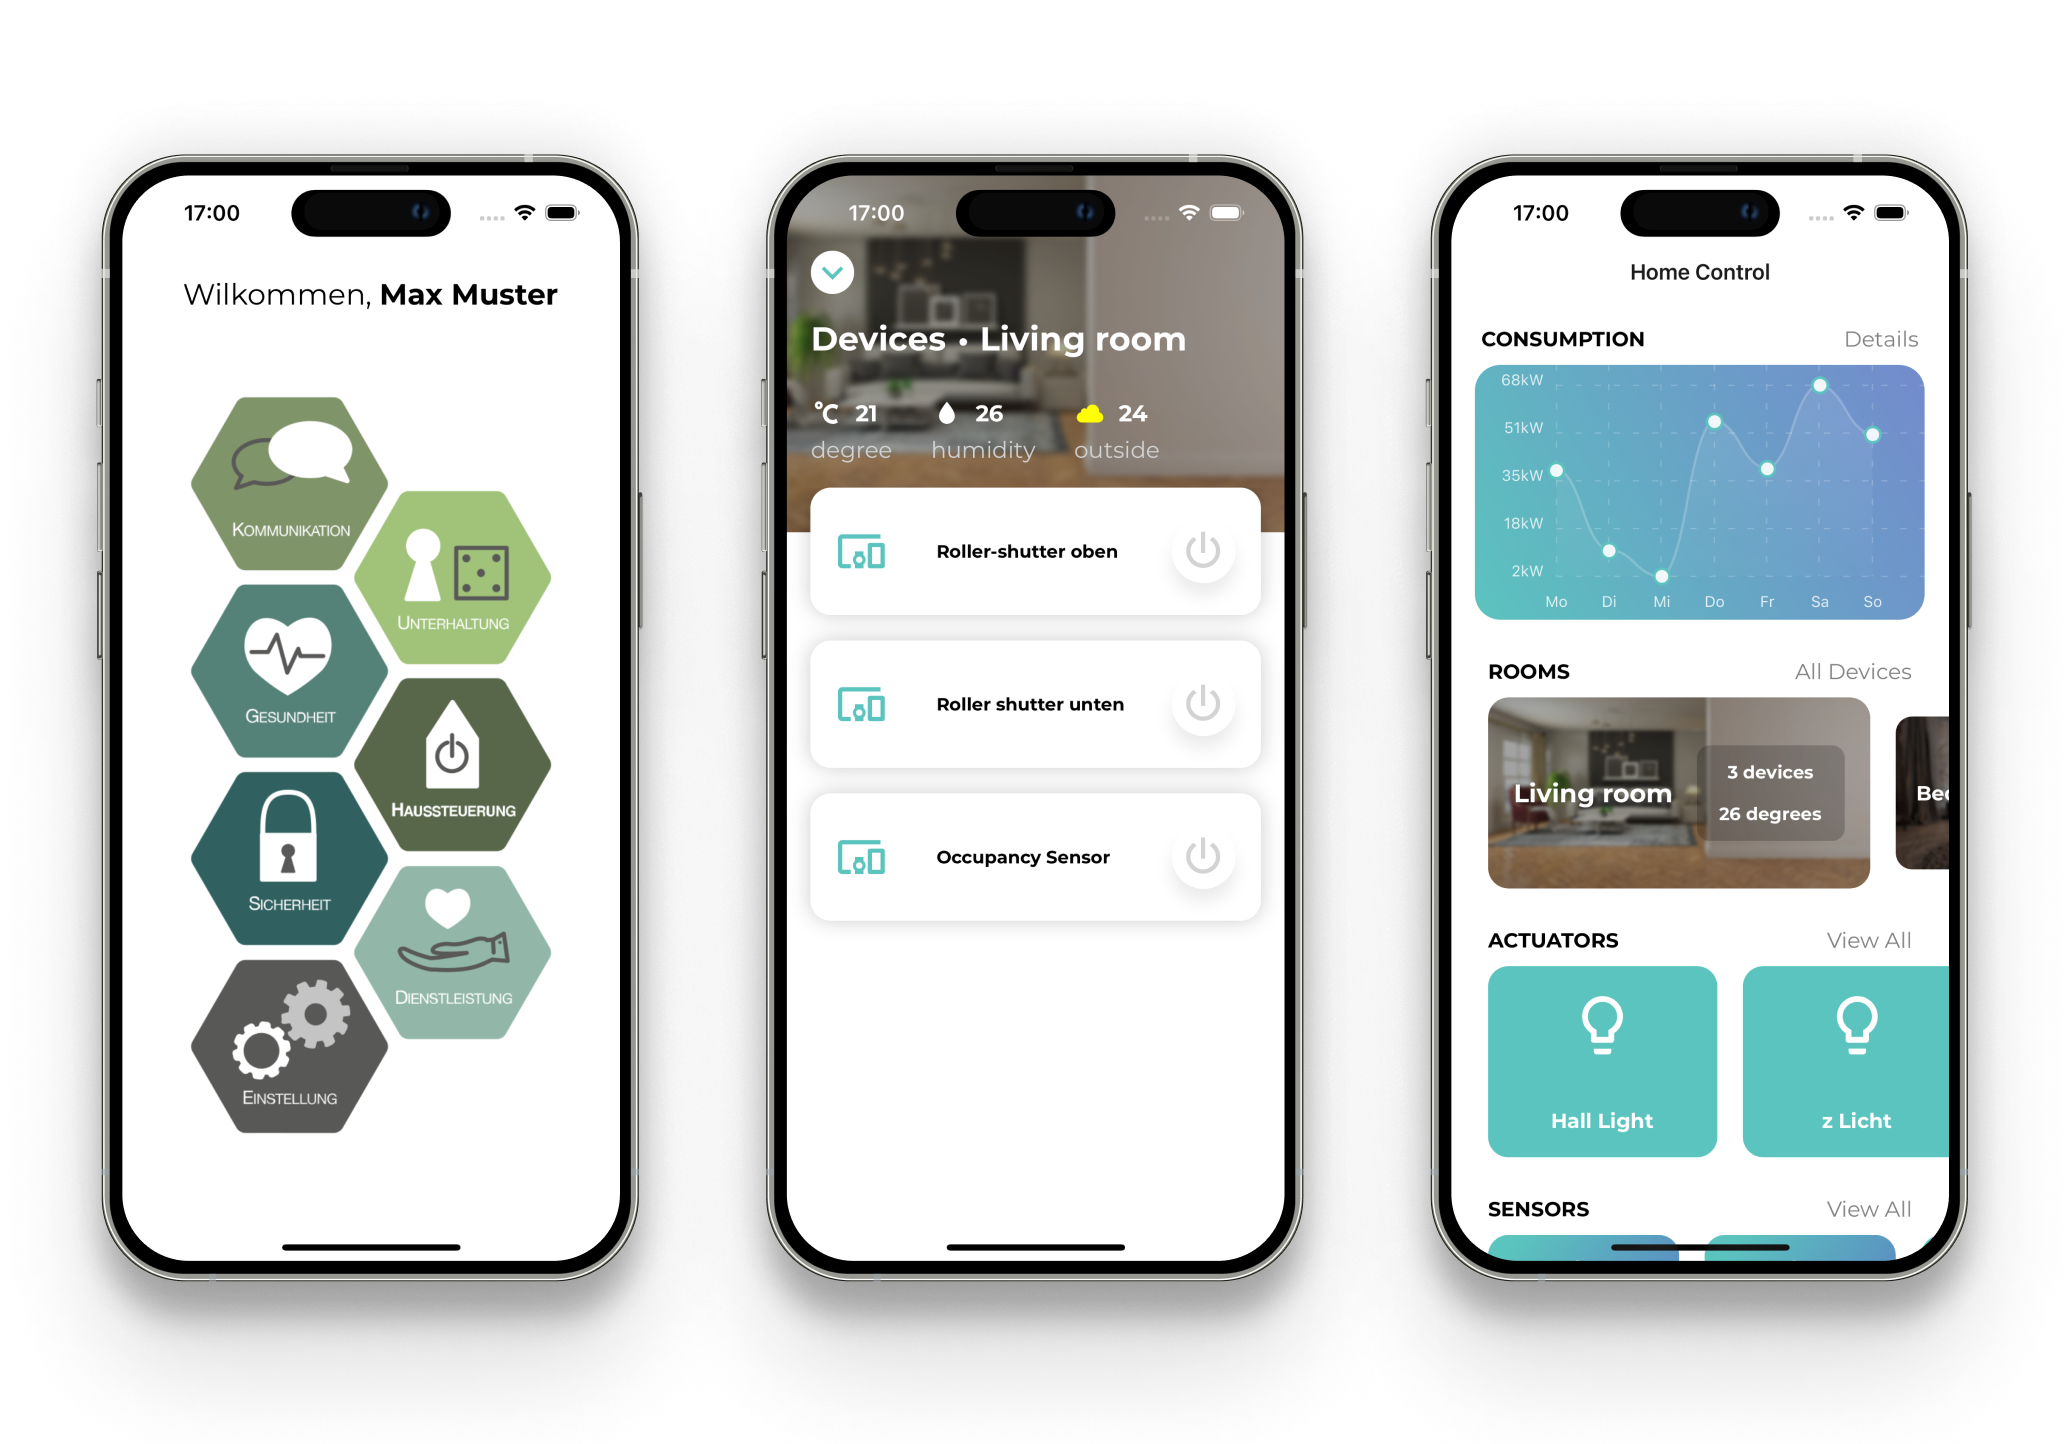 17:00
Wilkommen, Max Muster
KOMMUNIKATION
UNTERHALTUNG
GESUNDHEIT
HAUSSTEUERUNG
SICHERHEIT
DIENSTLEISTUNG
EINSTELLUNG
17:00
Devices • Living room
°C 21
26
24
degree
humidity
outside
Roller-shutter oben
Roller shutter unten
Occupancy Sensor
17:00
Home Control
CONSUMPTION
Details
68kW
51kW
35kW
18kW
2kW
Mo Di Mi Do Fr Sa So
ROOMS
All Devices
Living room
3 devices
26 degrees
Bed
ACTUATORS
View All
Hall Light
z Licht
SENSORS
View All